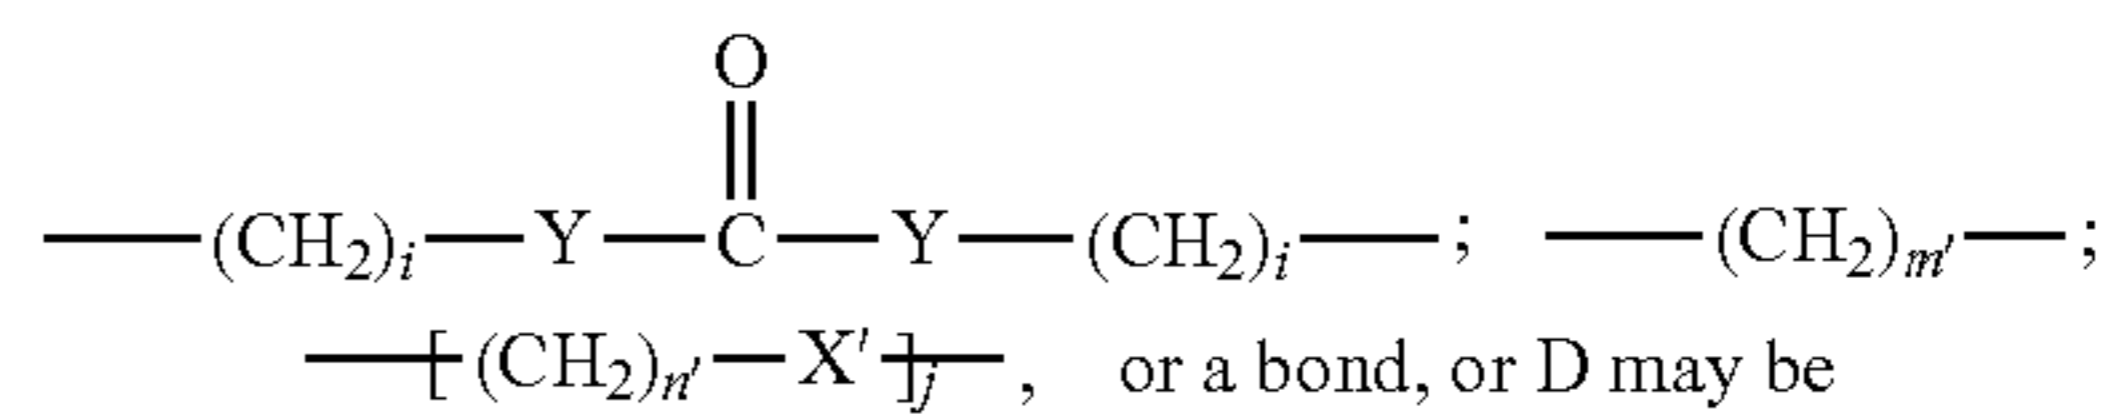 O
—(CH₂)ᵢ—Y—C—Y—(CH₂)ᵢ—; —(CH₂)ₘ′—;
—[(CH₂)ₙ′—X′]ⱼ—, or a bond, or D may be